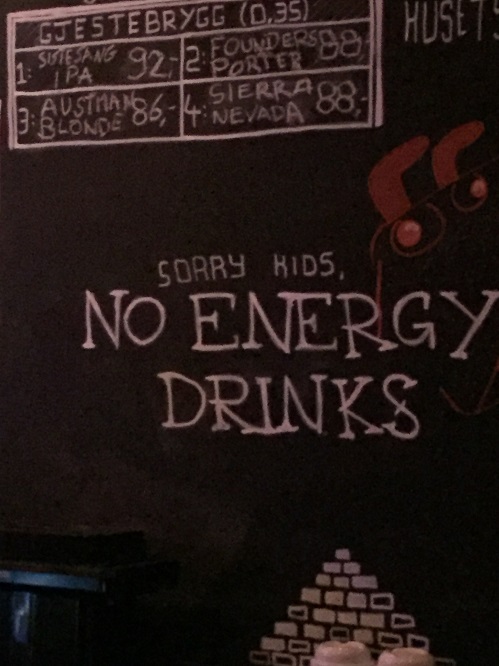 GJESTEBRYGG (0,35)
1: SISTESANG IPA 92,-
2: FOUNDERS PORTER 88,-
3: AUSTMANN BLONDE 86,-
4: SIERRA NEVADA 88,-
HUSETS
SORRY KIDS,
NO ENERGY
DRINKS